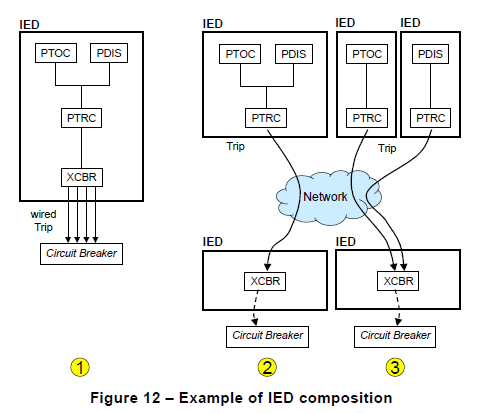 IED
PTOC PDIS
PTRC
XCBR
wired
Trip
Circuit Breaker
1
IED
PTOC PDIS
PTRC
Trip
IED
PTOC
PTRC
IED
PDIS
PTRC
Trip
Network
IED
XCBR
Circuit Breaker
2
IED
XCBR
Circuit Breaker
3
Figure 12 – Example of IED composition